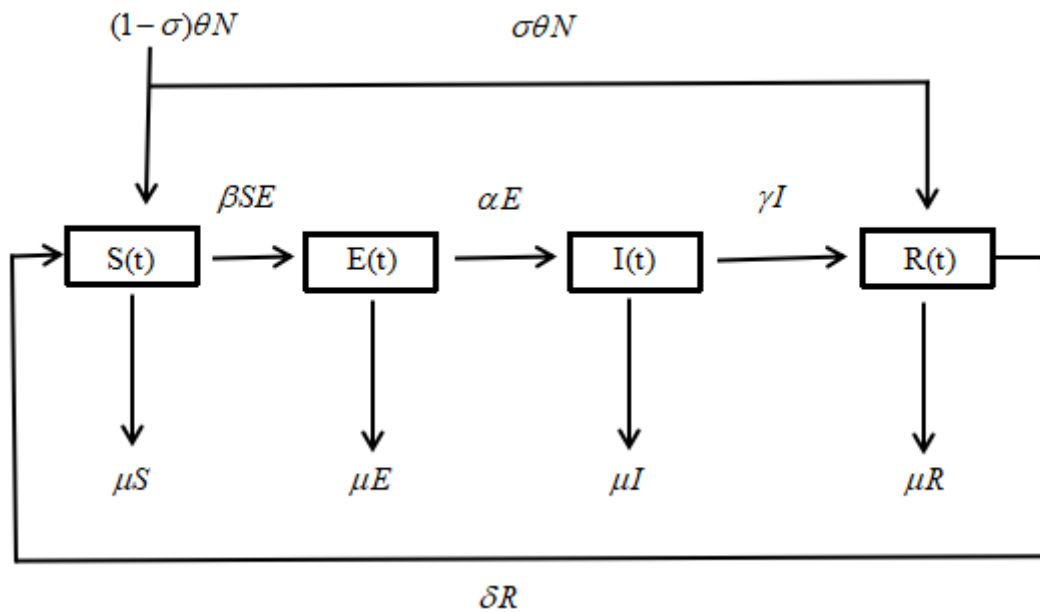 (1−σ)θN σθN
βSE αE γI
S(t) E(t) I(t) R(t)
μS μE μI μR
δR